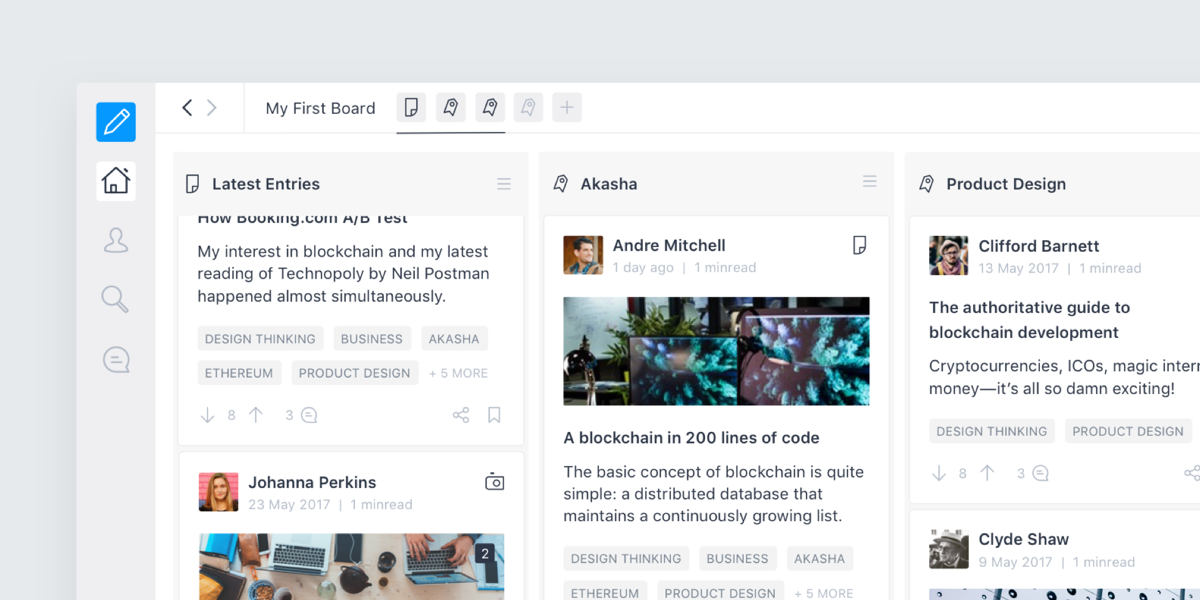 My First Board
Latest Entries
How Booking.com A/B Test
My interest in blockchain and my latest
reading of Technopoly by Neil Postman
happened almost simultaneously.
DESIGN THINKING BUSINESS AKASHA
ETHEREUM PRODUCT DESIGN + 5 MORE
8 3
Johanna Perkins
23 May 2017 | 1 minread
2
Akasha
Andre Mitchell
1 day ago | 1 minread
A blockchain in 200 lines of code
The basic concept of blockchain is quite
simple: a distributed database that
maintains a continuously growing list.
DESIGN THINKING BUSINESS AKASHA
ETHEREUM PRODUCT DESIGN + 5 MORE
Product Design
Clifford Barnett
13 May 2017 | 1 minread
The authoritative guide to
blockchain development
Cryptocurrencies, ICOs, magic intern
money—it’s all so damn exciting!
DESIGN THINKING PRODUCT DESIGN
8 3
Clyde Shaw
9 May 2017 | 1 minread